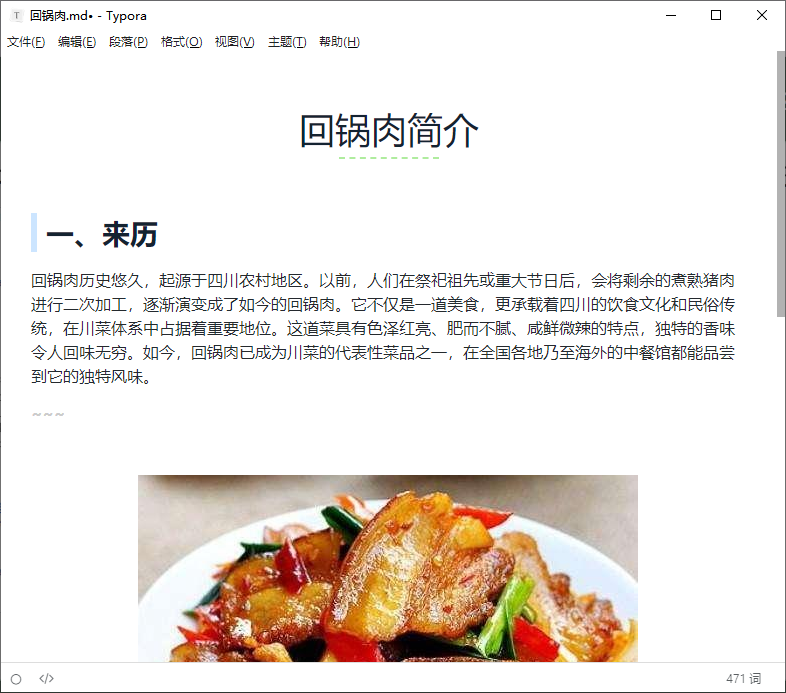 T 回锅肉.md• - Typora
文件(F) 编辑(E) 段落(P) 格式(O) 视图(V) 主题(T) 帮助(H)
回锅肉简介
一、来历
回锅肉历史悠久，起源于四川农村地区。以前，人们在祭祀祖先或重大节日后，会将剩余的煮熟猪肉
进行二次加工，逐渐演变成了如今的回锅肉。它不仅是一道美食，更承载着四川的饮食文化和民俗传
统，在川菜体系中占据着重要地位。这道菜具有色泽红亮、肥而不腻、咸鲜微辣的特点，独特的香味
令人回味无穷。如今，回锅肉已成为川菜的代表性菜品之一，在全国各地乃至海外的中餐馆都能品尝
到它的独特风味。
~~~
</> 471 词